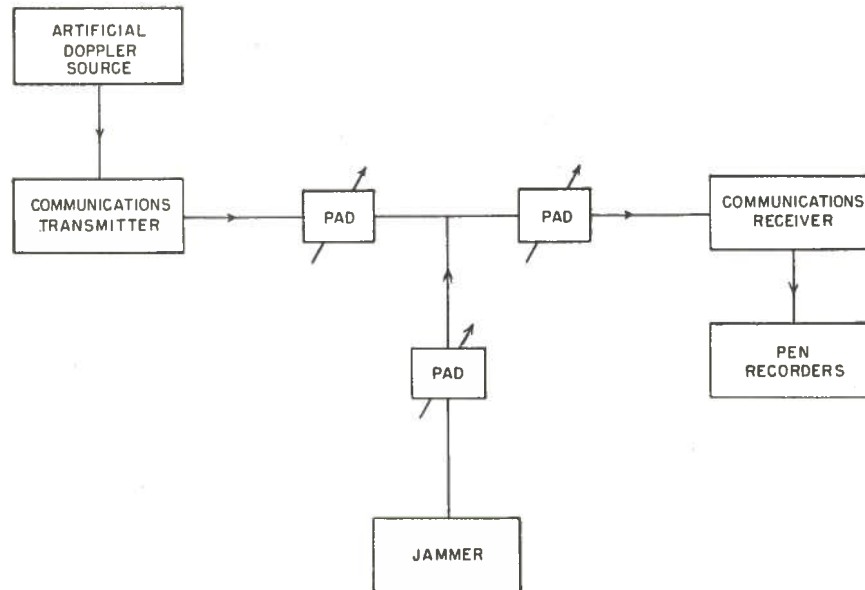 ARTIFICIAL
DOPPLER
SOURCE
COMMUNICATIONS
TRANSMITTER
PAD
PAD
COMMUNICATIONS
RECEIVER
PAD
PEN
RECORDERS
JAMMER